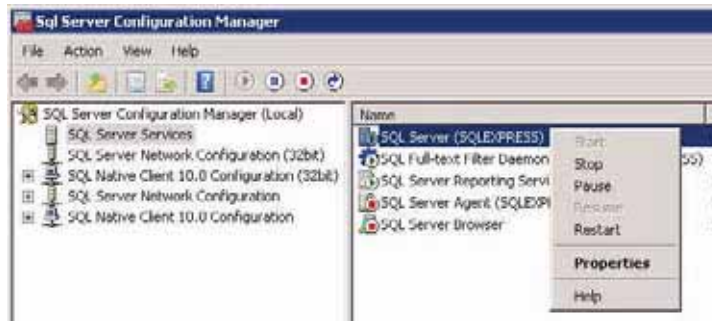 Sql Server Configuration Manager
File Action View Help
SQL Server Configuration Manager (Local)
SQL Server Services
SQL Server Network Configuration (32bit)
SQL Native Client 10.0 Configuration (32bit)
SQL Server Network Configuration
SQL Native Client 10.0 Configuration
Name
SQL Server (SQLEXPRESS)
SQL Full-text Filter Daemon SS)
SQL Server Reporting Servi
SQL Server Agent (SQLEXP
SQL Server Browser
Start
Stop
Pause
Resume
Restart
Properties
Help